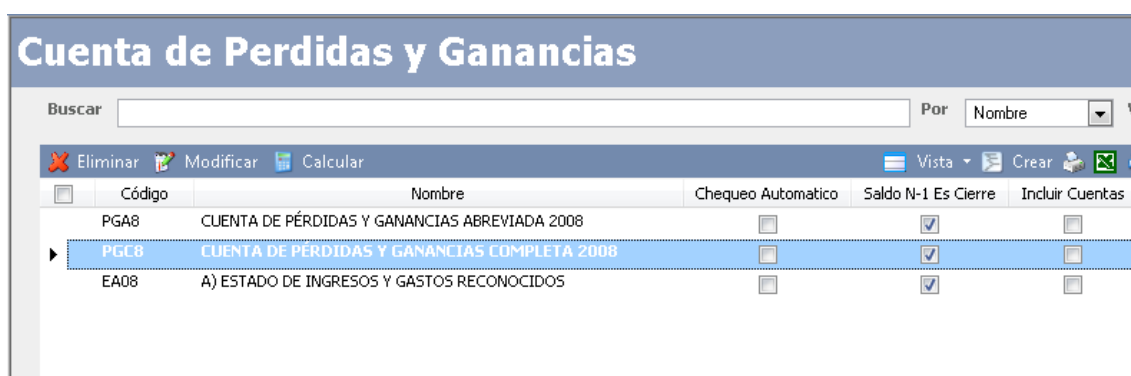 Cuenta de Perdidas y Ganancias
Buscar Por Nombre
Eliminar Modificar Calcular Vista Crear
Código Nombre Chequeo Automatico Saldo N-1 Es Cierre Incluir Cuentas
PGA8 CUENTA DE PÉRDIDAS Y GANANCIAS ABREVIADA 2008
PGC8 CUENTA DE PÉRDIDAS Y GANANCIAS COMPLETA 2008
EA08 A) ESTADO DE INGRESOS Y GASTOS RECONOCIDOS